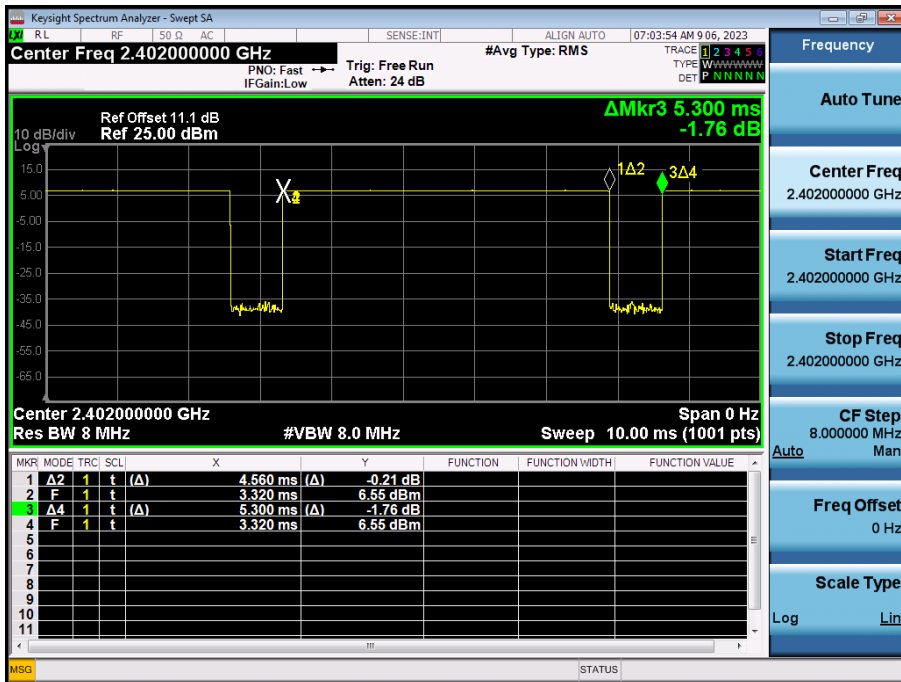 Keysight Spectrum Analyzer - Swept SA
LXI RL RF 50 Ω AC SENSE:INT ALIGN AUTO 07:03:54 AM 9 06, 2023
Center Freq 2.402000000 GHz
PNO: Fast
IFGain:Low
Trig: Free Run
Atten: 24 dB
#Avg Type: RMS
TRACE 1 2 3 4 5 6
TYPE WWWWWW
DET P N N N N N
Ref Offset 11.1 dB
10 dB/div Ref 25.00 dBm
Log
ΔMkr3 5.300 ms
-1.76 dB
15.0
5.00
-5.00
-15.0
-25.0
-35.0
-45.0
-55.0
-65.0
1Δ2
3Δ4
Center 2.402000000 GHz Span 0 Hz
Res BW 8 MHz #VBW 8.0 MHz Sweep 10.00 ms (1001 pts)
MKR MODE TRC SCL X Y FUNCTION FUNCTION WIDTH FUNCTION VALUE
1 Δ2 1 t (Δ) 4.560 ms (Δ) -0.21 dB
2 F 1 t 3.320 ms 6.55 dBm
3 Δ4 1 t (Δ) 5.300 ms (Δ) -1.76 dB
4 F 1 t 3.320 ms 6.55 dBm
5
6
7
8
9
10
11
MSG STATUS
Frequency
Auto Tune
Center Freq
2.402000000 GHz
Start Freq
2.402000000 GHz
Stop Freq
2.402000000 GHz
CF Step
8.000000 MHz
Auto Man
Freq Offset
0 Hz
Scale Type
Log Lin